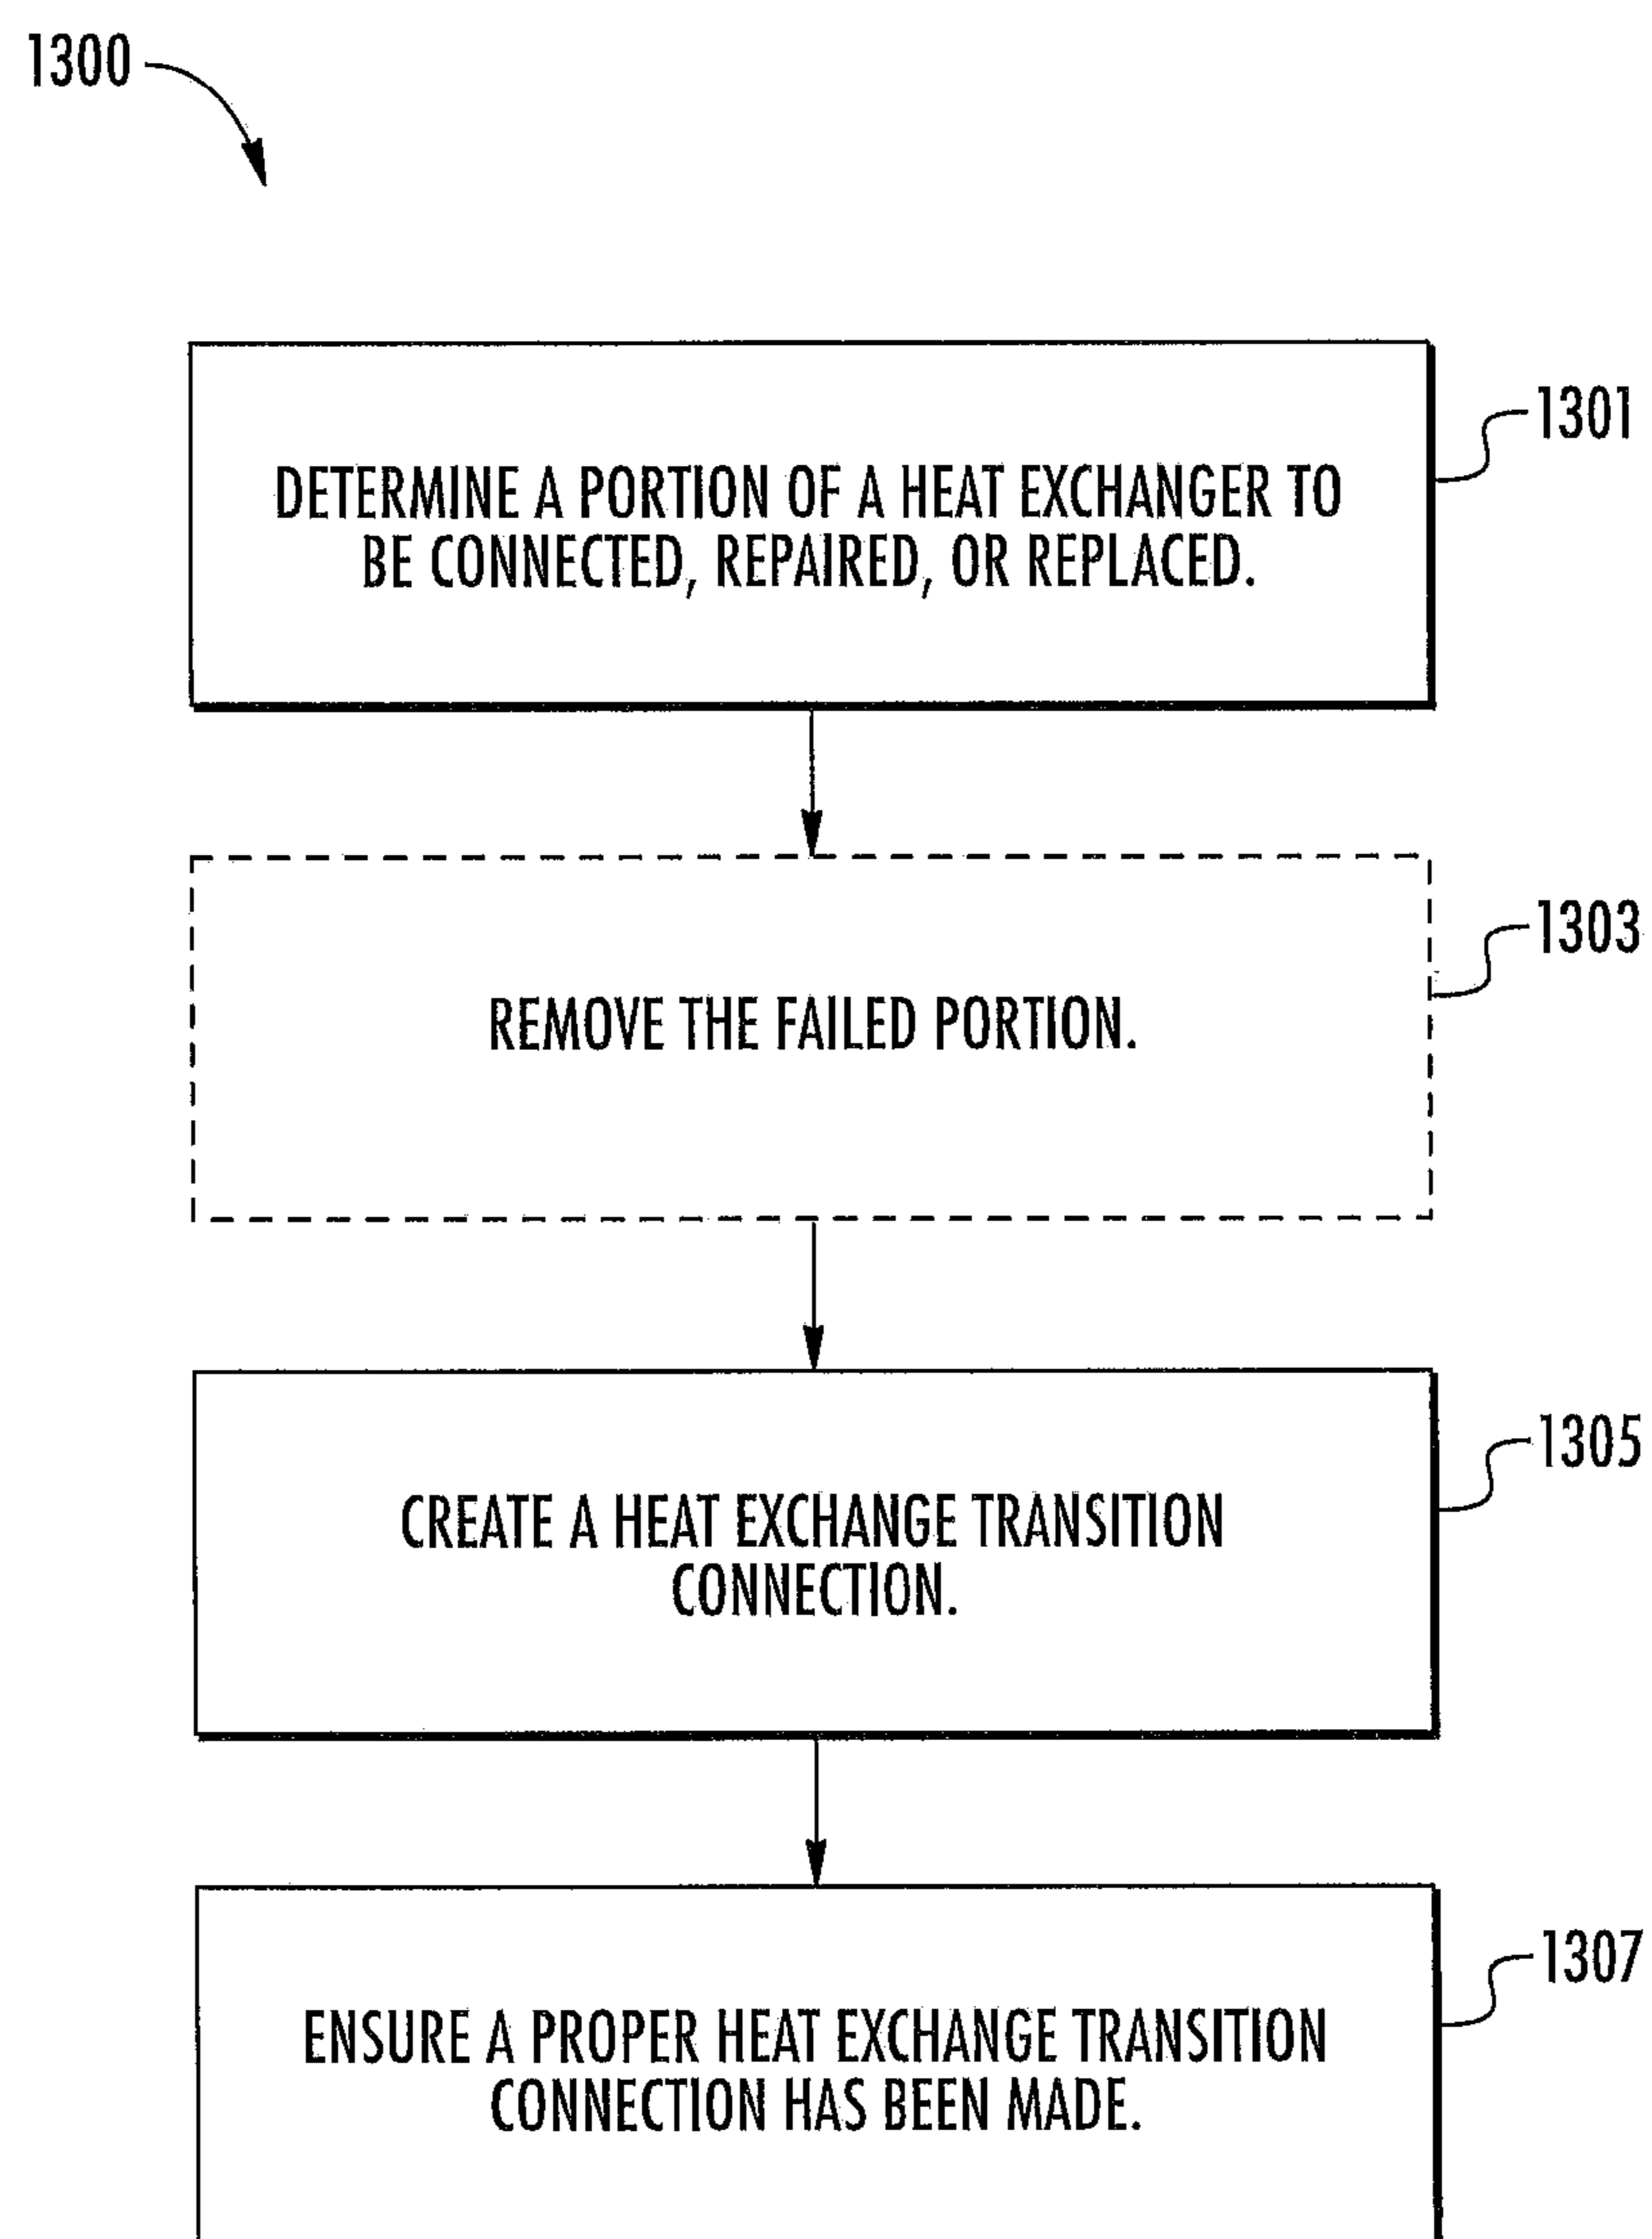 1300
1301
DETERMINE A PORTION OF A HEAT EXCHANGER TO
BE CONNECTED, REPAIRED, OR REPLACED.
1303
REMOVE THE FAILED PORTION.
1305
CREATE A HEAT EXCHANGE TRANSITION
CONNECTION.
1307
ENSURE A PROPER HEAT EXCHANGE TRANSITION
CONNECTION HAS BEEN MADE.